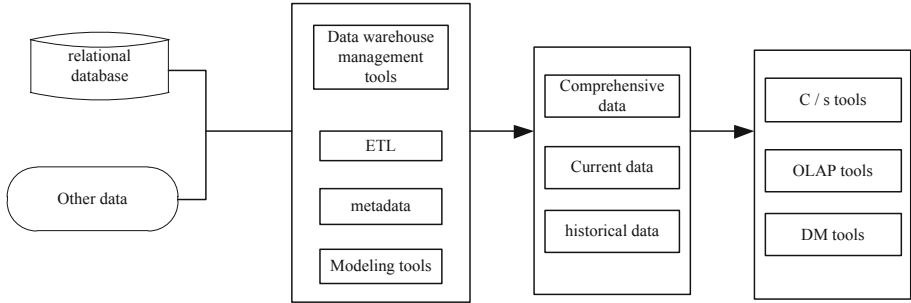 relational
database
Other data
Data warehouse
management
tools
ETL
metadata
Modeling tools
Comprehensive
data
Current data
historical data
C / s tools
OLAP tools
DM tools